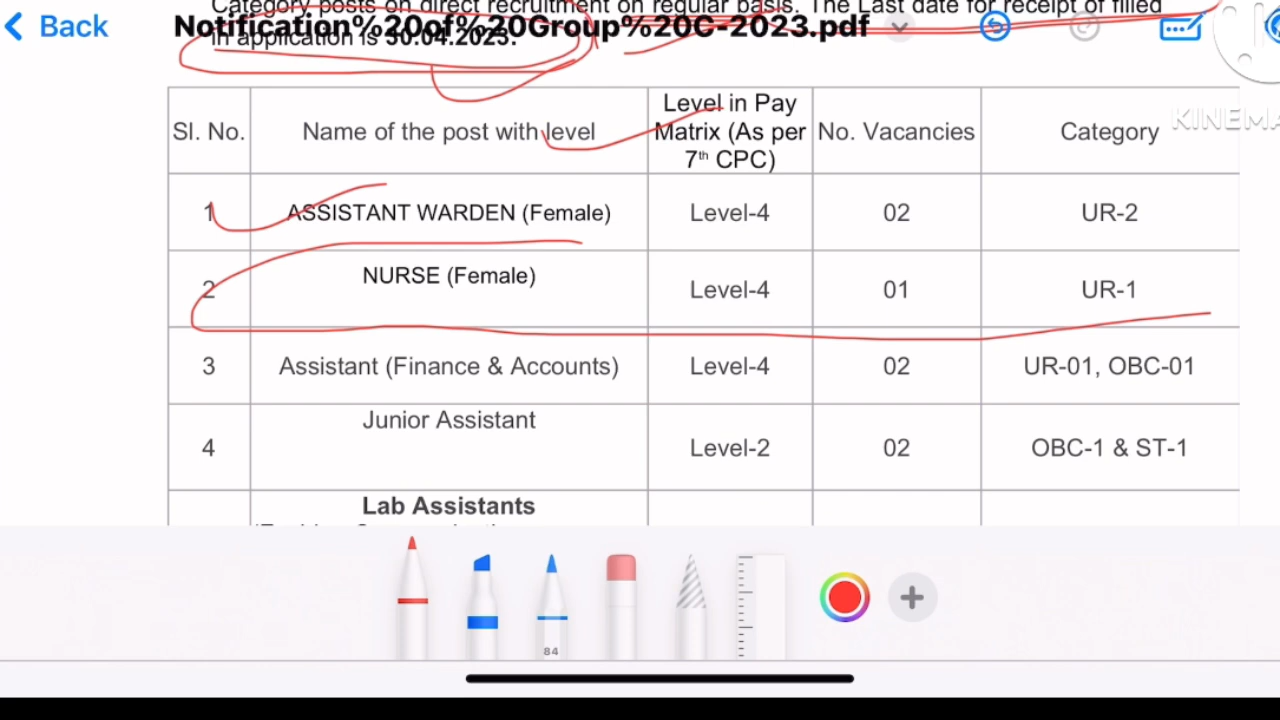 Category posts on direct recruitment on regular basis. The Last date for receipt of filled
Back
Notification%20of%20Group%20C-2023.pdf
in application is 30.04.2023.
KINEMA
Sl. No. Name of the post with level Level in Pay Matrix (As per 7th CPC) No. Vacancies Category
1 ASSISTANT WARDEN (Female) Level-4 02 UR-2
2 NURSE (Female) Level-4 01 UR-1
3 Assistant (Finance & Accounts) Level-4 02 UR-01, OBC-01
4 Junior Assistant Level-2 02 OBC-1 & ST-1
Lab Assistants
84